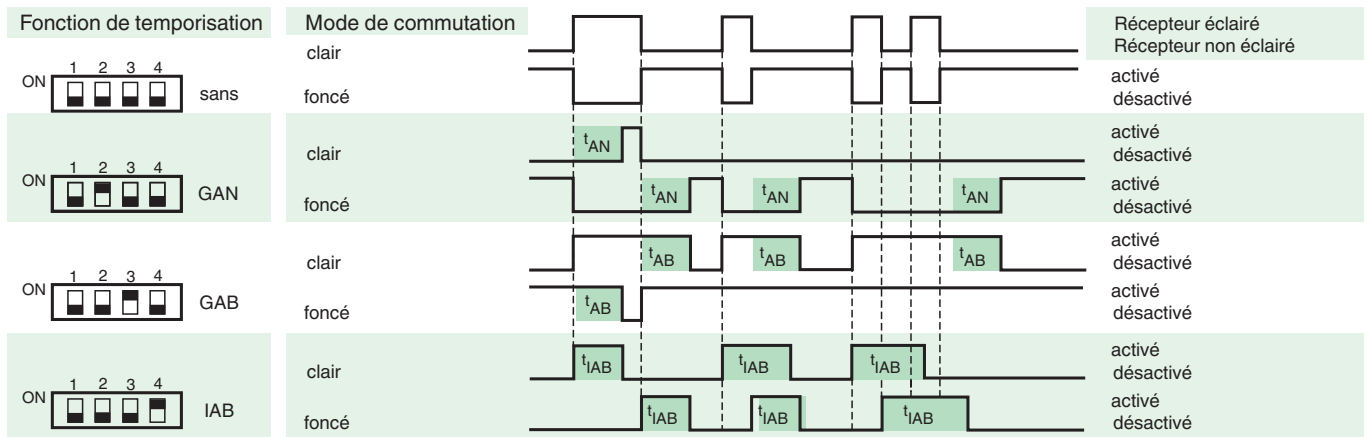 Fonction de temporisation
Mode de commutation
Récepteur éclairé
Récepteur non éclairé
clair
1 2 3 4
ON
sans
foncé
activé
désactivé
clair
tAN
activé
désactivé
1 2 3 4
ON
GAN
foncé
tAN
tAN
tAN
activé
désactivé
clair
tAB
tAB
tAB
activé
désactivé
1 2 3 4
ON
GAB
foncé
tAB
activé
désactivé
clair
tIAB
tIAB
tIAB
activé
désactivé
1 2 3 4
ON
IAB
foncé
tIAB
tIAB
tIAB
activé
désactivé